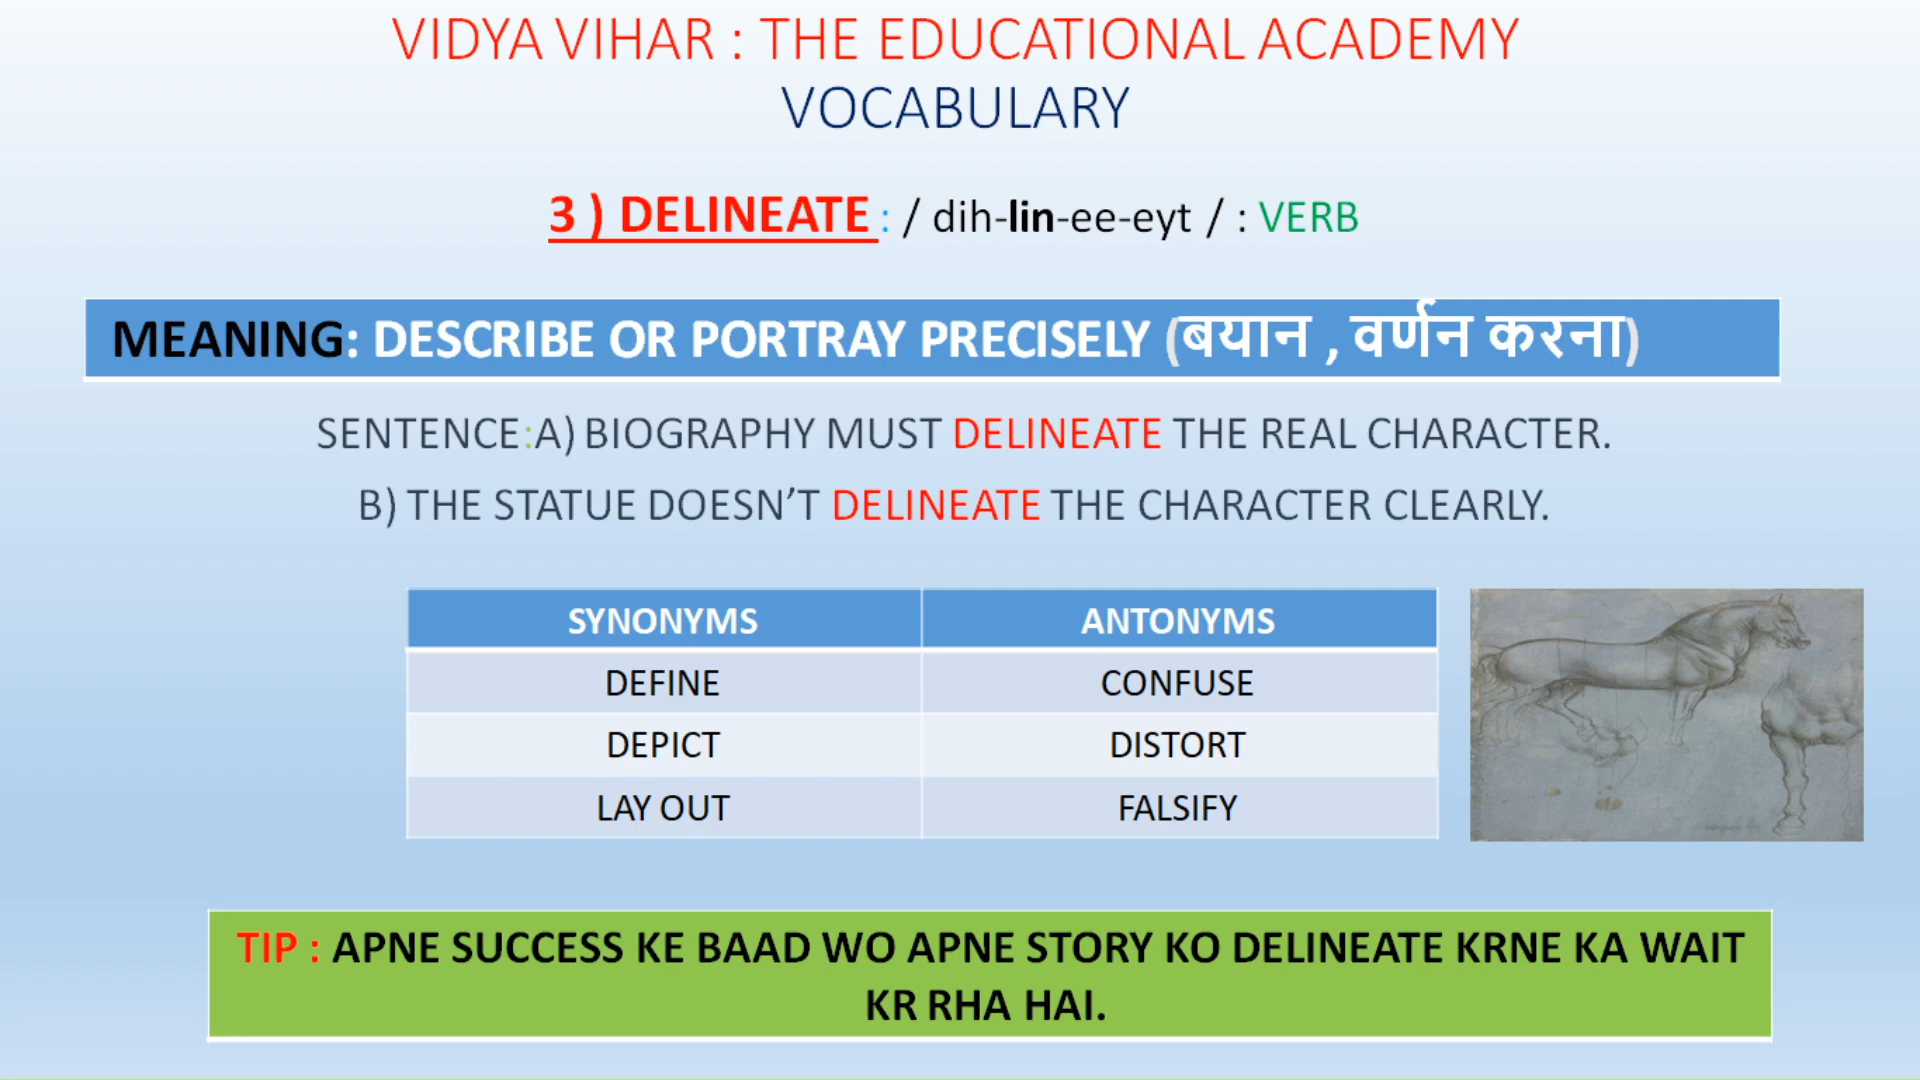 VIDYA VIHAR : THE EDUCATIONAL ACADEMY
VOCABULARY
3 ) DELINEATE : / dih-lin-ee-eyt / : VERB
MEANING: DESCRIBE OR PORTRAY PRECISELY (बयान , वर्णन करना)
SENTENCE:A) BIOGRAPHY MUST DELINEATE THE REAL CHARACTER.
B) THE STATUE DOESN’T DELINEATE THE CHARACTER CLEARLY.
SYNONYMS ANTONYMS
DEFINE CONFUSE
DEPICT DISTORT
LAY OUT FALSIFY
TIP : APNE SUCCESS KE BAAD WO APNE STORY KO DELINEATE KRNE KA WAIT
KR RHA HAI.